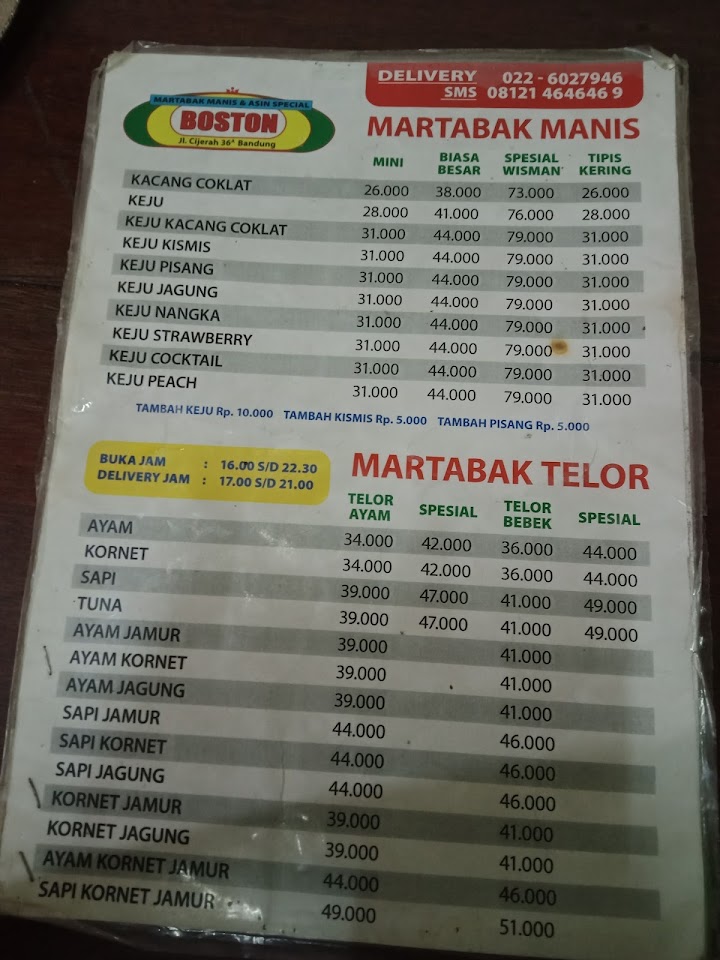 DELIVERY 022 - 6027946
SMS 08121 464646 9
MARTABAK MANIS & ASIN SPECIAL
BOSTON
Jl. Cijerah 36ᴬ Bandung
MARTABAK MANIS
MINI BIASA BESAR SPESIAL WISMAN TIPIS KERING
KACANG COKLAT 26.000 38.000 73.000 26.000
KEJU 28.000 41.000 76.000 28.000
KEJU KACANG COKLAT 31.000 44.000 79.000 31.000
KEJU KISMIS 31.000 44.000 79.000 31.000
KEJU PISANG 31.000 44.000 79.000 31.000
KEJU JAGUNG 31.000 44.000 79.000 31.000
KEJU NANGKA 31.000 44.000 79.000 31.000
KEJU STRAWBERRY 31.000 44.000 79.000 31.000
KEJU COCKTAIL 31.000 44.000 79.000 31.000
KEJU PEACH 31.000 44.000 79.000 31.000
TAMBAH KEJU Rp. 10.000 TAMBAH KISMIS Rp. 5.000 TAMBAH PISANG Rp. 5.000
BUKA JAM : 16.00 S/D 22.30
DELIVERY JAM : 17.00 S/D 21.00
MARTABAK TELOR
TELOR AYAM SPESIAL TELOR BEBEK SPESIAL
AYAM 34.000 42.000 36.000 44.000
KORNET 34.000 42.000 36.000 44.000
SAPI 39.000 47.000 41.000 49.000
TUNA 39.000 47.000 41.000 49.000
AYAM JAMUR 39.000 41.000
AYAM KORNET 39.000 41.000
AYAM JAGUNG 39.000 41.000
SAPI JAMUR 44.000 46.000
SAPI KORNET 44.000 46.000
SAPI JAGUNG 44.000 46.000
KORNET JAMUR 39.000 41.000
KORNET JAGUNG 39.000 41.000
AYAM KORNET JAMUR 44.000 46.000
SAPI KORNET JAMUR 49.000 51.000